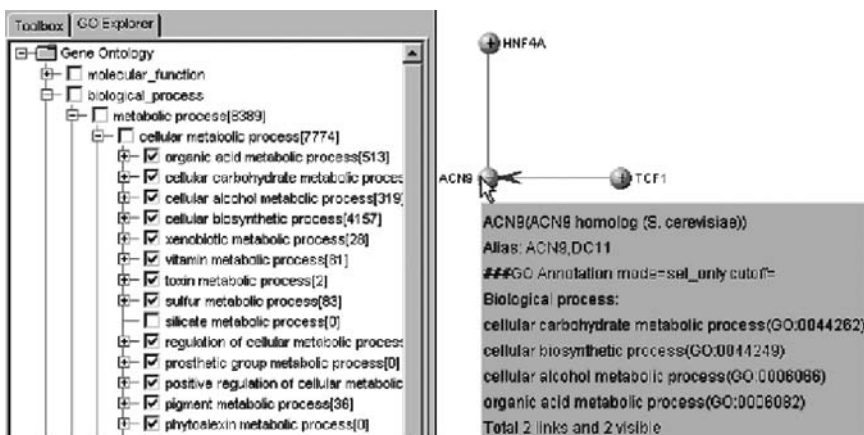 Toolbox GO Explorer
Gene Ontology
molecular_function
biological_process
metabolic process[8389]
cellular metabolic process[7774]
organic acid metabolic process[513]
cellular carbohydrate metabolic proces
cellular alcohol metabolic process[319]
cellular biosynthetic process[4157]
xenobiotic metabolic process[28]
vitamin metabolic process[81]
toxin metabolic process[2]
sulfur metabolic process[83]
silicate metabolic process[0]
regulation of cellular metabolic process
prosthetic group metabolic process[0]
positive regulation of cellular metabolic
pigment metabolic process[36]
phytoalexin metabolic process[0]
HNF4A
ACN9
TCF1
ACN9(ACN9 homolog (S. cerevisiae))
Alias: ACN9,DC11
###GO Annotation mode=sel_only cutoff=
Biological process:
cellular carbohydrate metabolic process(GO:0044262)
cellular biosynthetic process(GO:0044249)
cellular alcohol metabolic process(GO:0006066)
organic acid metabolic process(GO:0006082)
Total 2 links and 2 visible